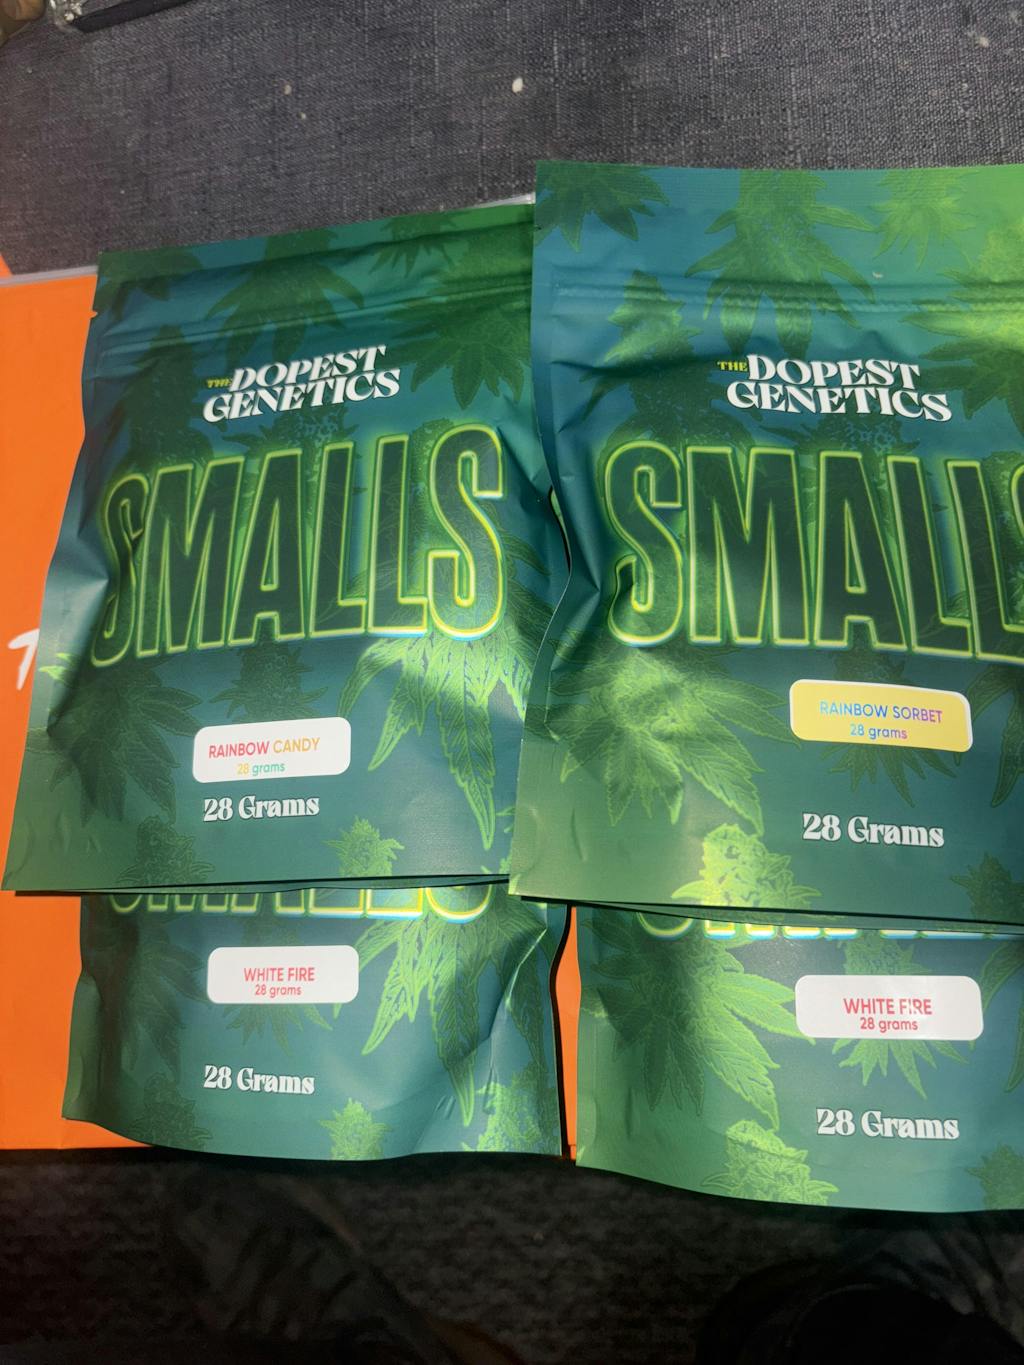 THE DOPEST
GENETICS
SMALLS
RAINBOW CANDY
28 grams
28 Grams
THE DOPEST
GENETICS
SMALLS
RAINBOW SORBET
28 grams
28 Grams
SMALLS
WHITE FIRE
28 grams
28 Grams
WHITE FIRE
28 grams
28 Grams